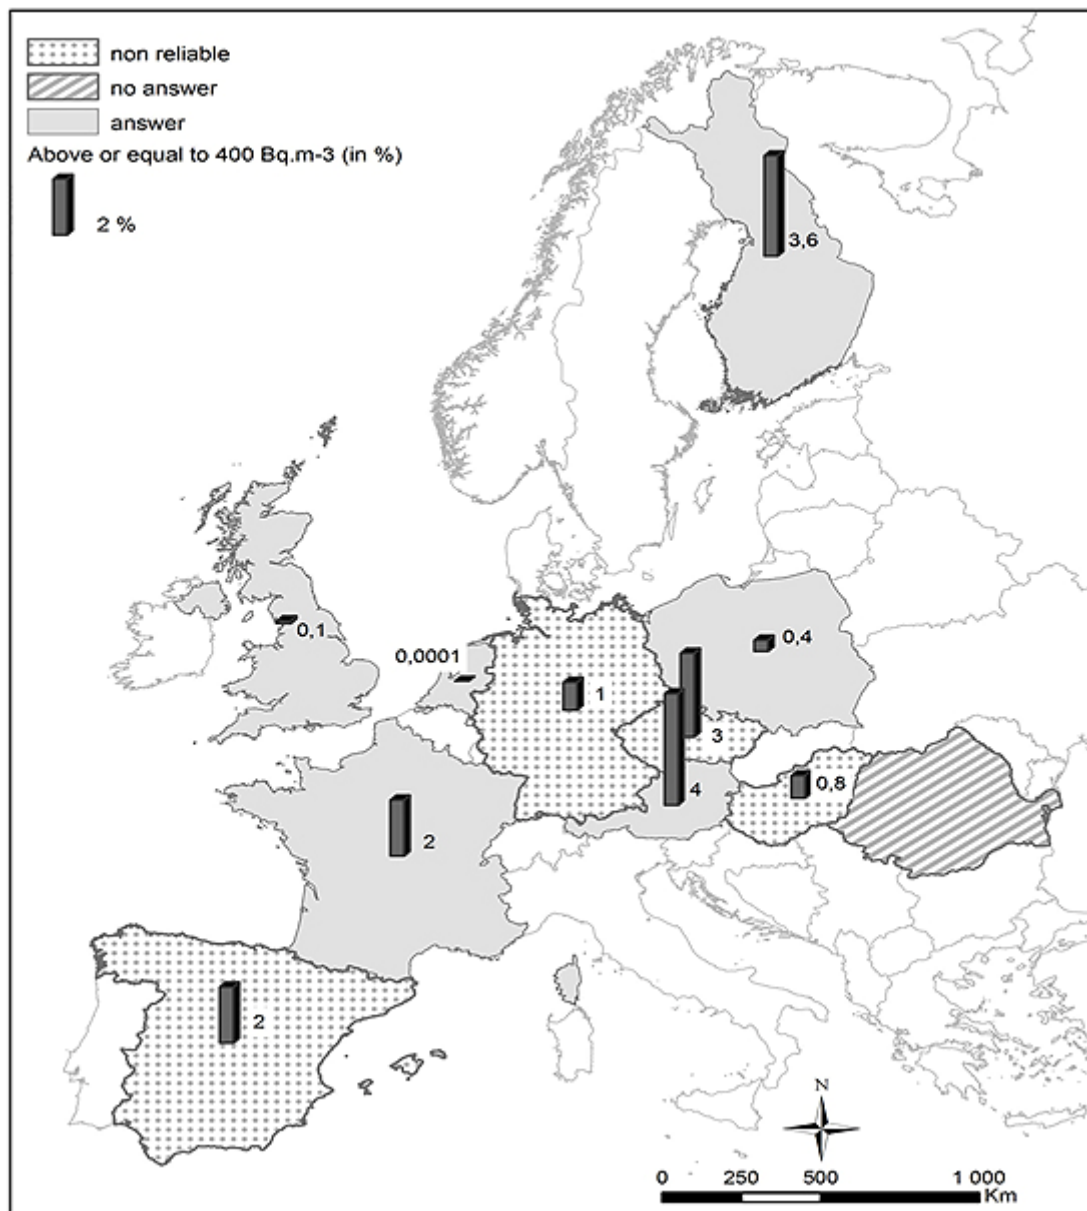 non reliable
no answer
answer
Above or equal to 400 Bq.m-3 (in %)
2 %
3,6
0,1
0,0001
0,4
1
3
0,8
4
2
2
N
0 250 500 1 000
Km